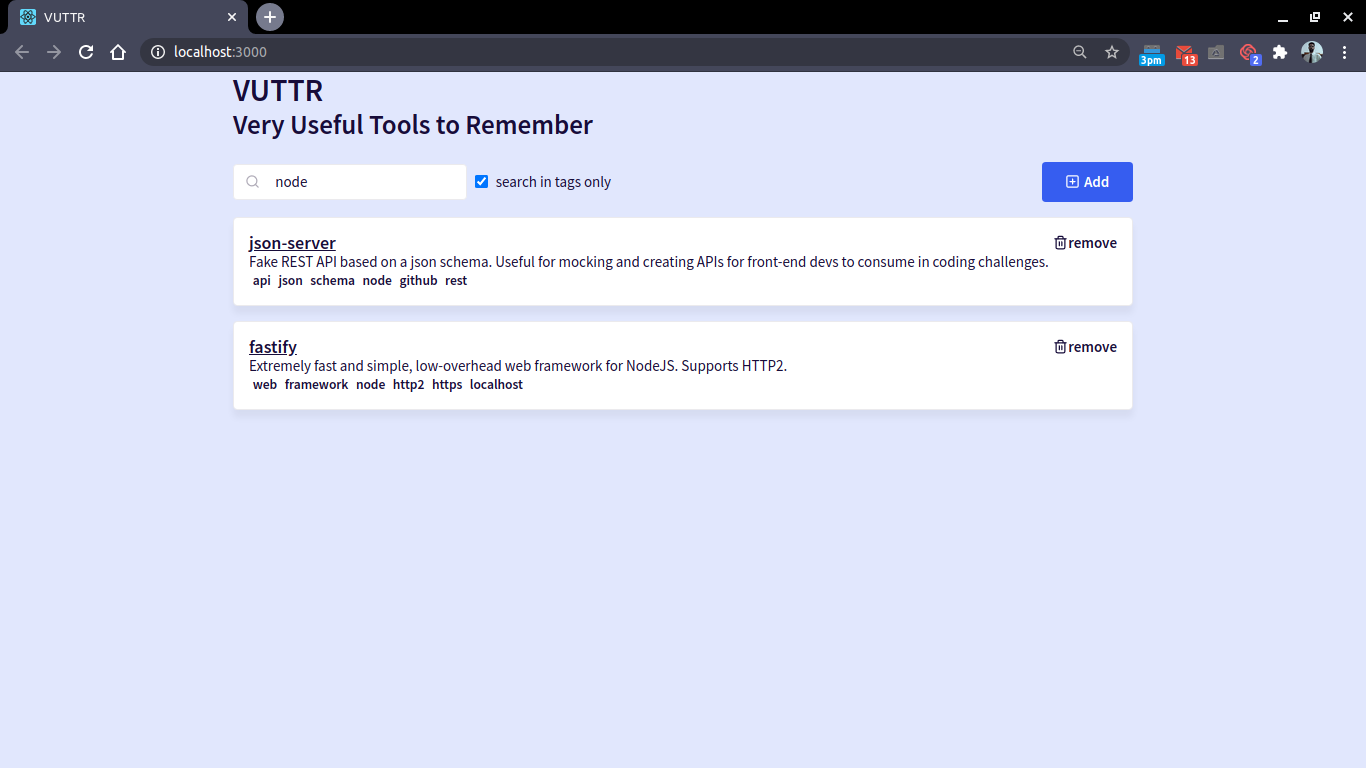 VUTTR
localhost:3000
3pm
13
2
VUTTR
Very Useful Tools to Remember
node
search in tags only
Add
json-server
remove
Fake REST API based on a json schema. Useful for mocking and creating APIs for front-end devs to consume in coding challenges.
api json schema node github rest
fastify
remove
Extremely fast and simple, low-overhead web framework for NodeJS. Supports HTTP2.
web framework node http2 https localhost